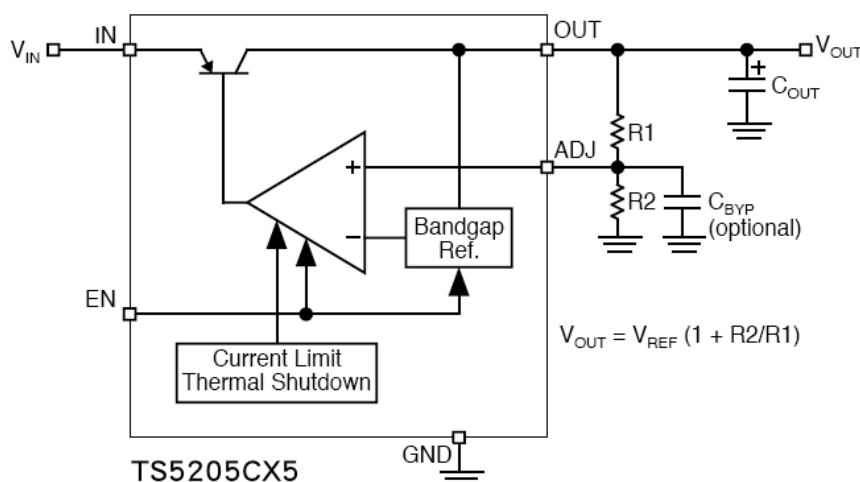 V_IN
IN
OUT
V_OUT
+
C_OUT
R1
ADJ
+
R2
C_BYP
(optional)
Bandgap
Ref.
−
EN
V_OUT = V_REF (1 + R2/R1)
Current Limit
Thermal Shutdown
GND
TS5205CX5